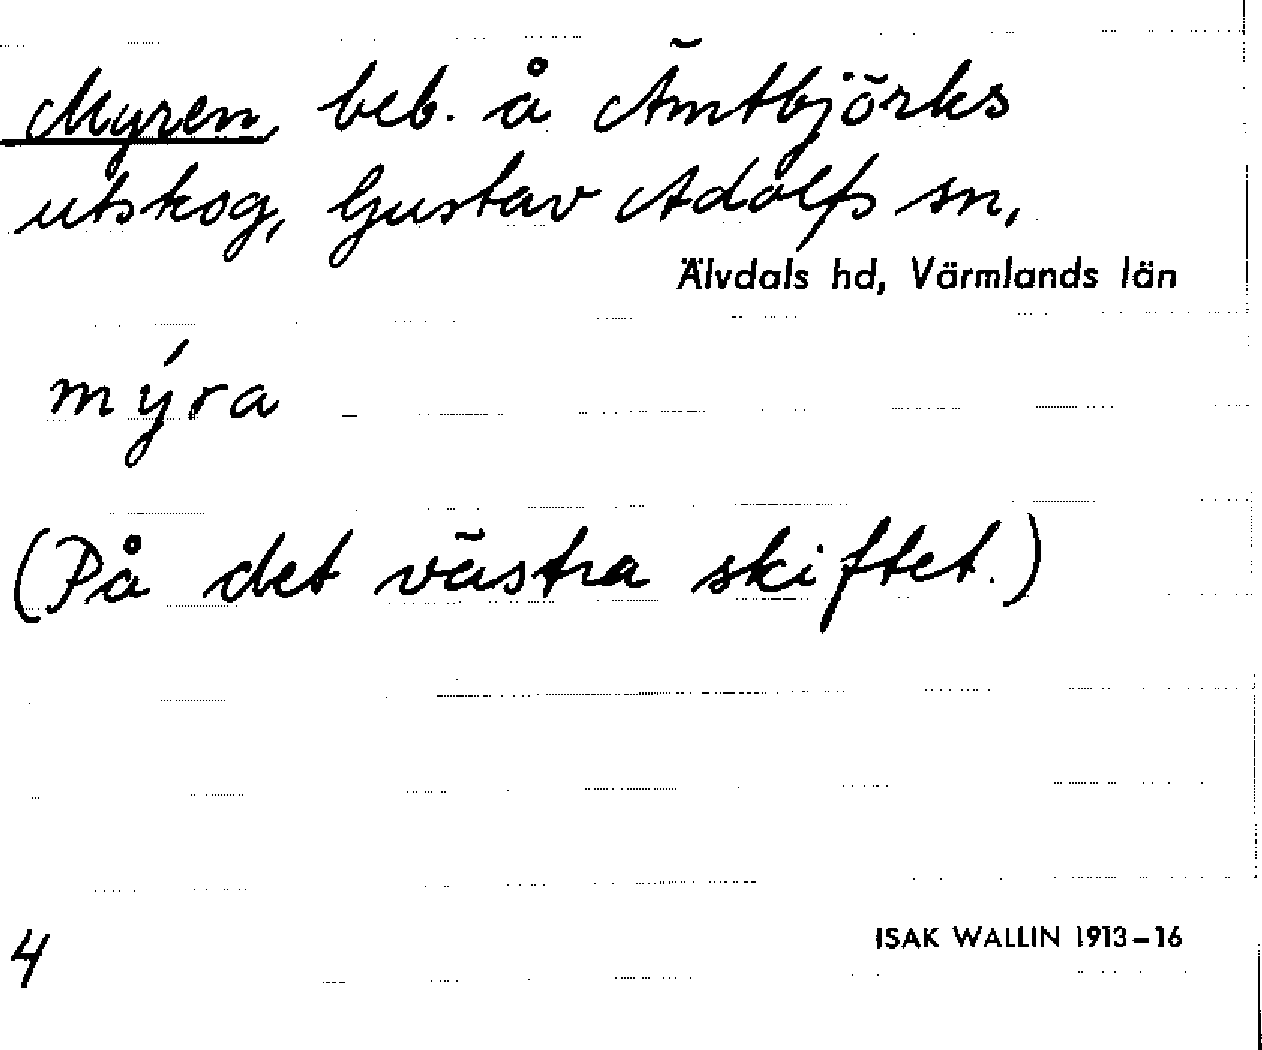 Myren, beb. å Ämtbjörks
utskog, Gustav Adolfs sn,
Älvdals hd, Värmlands län
mýra
(På det västra skiftet.)
4
ISAK WALLIN 1913-16